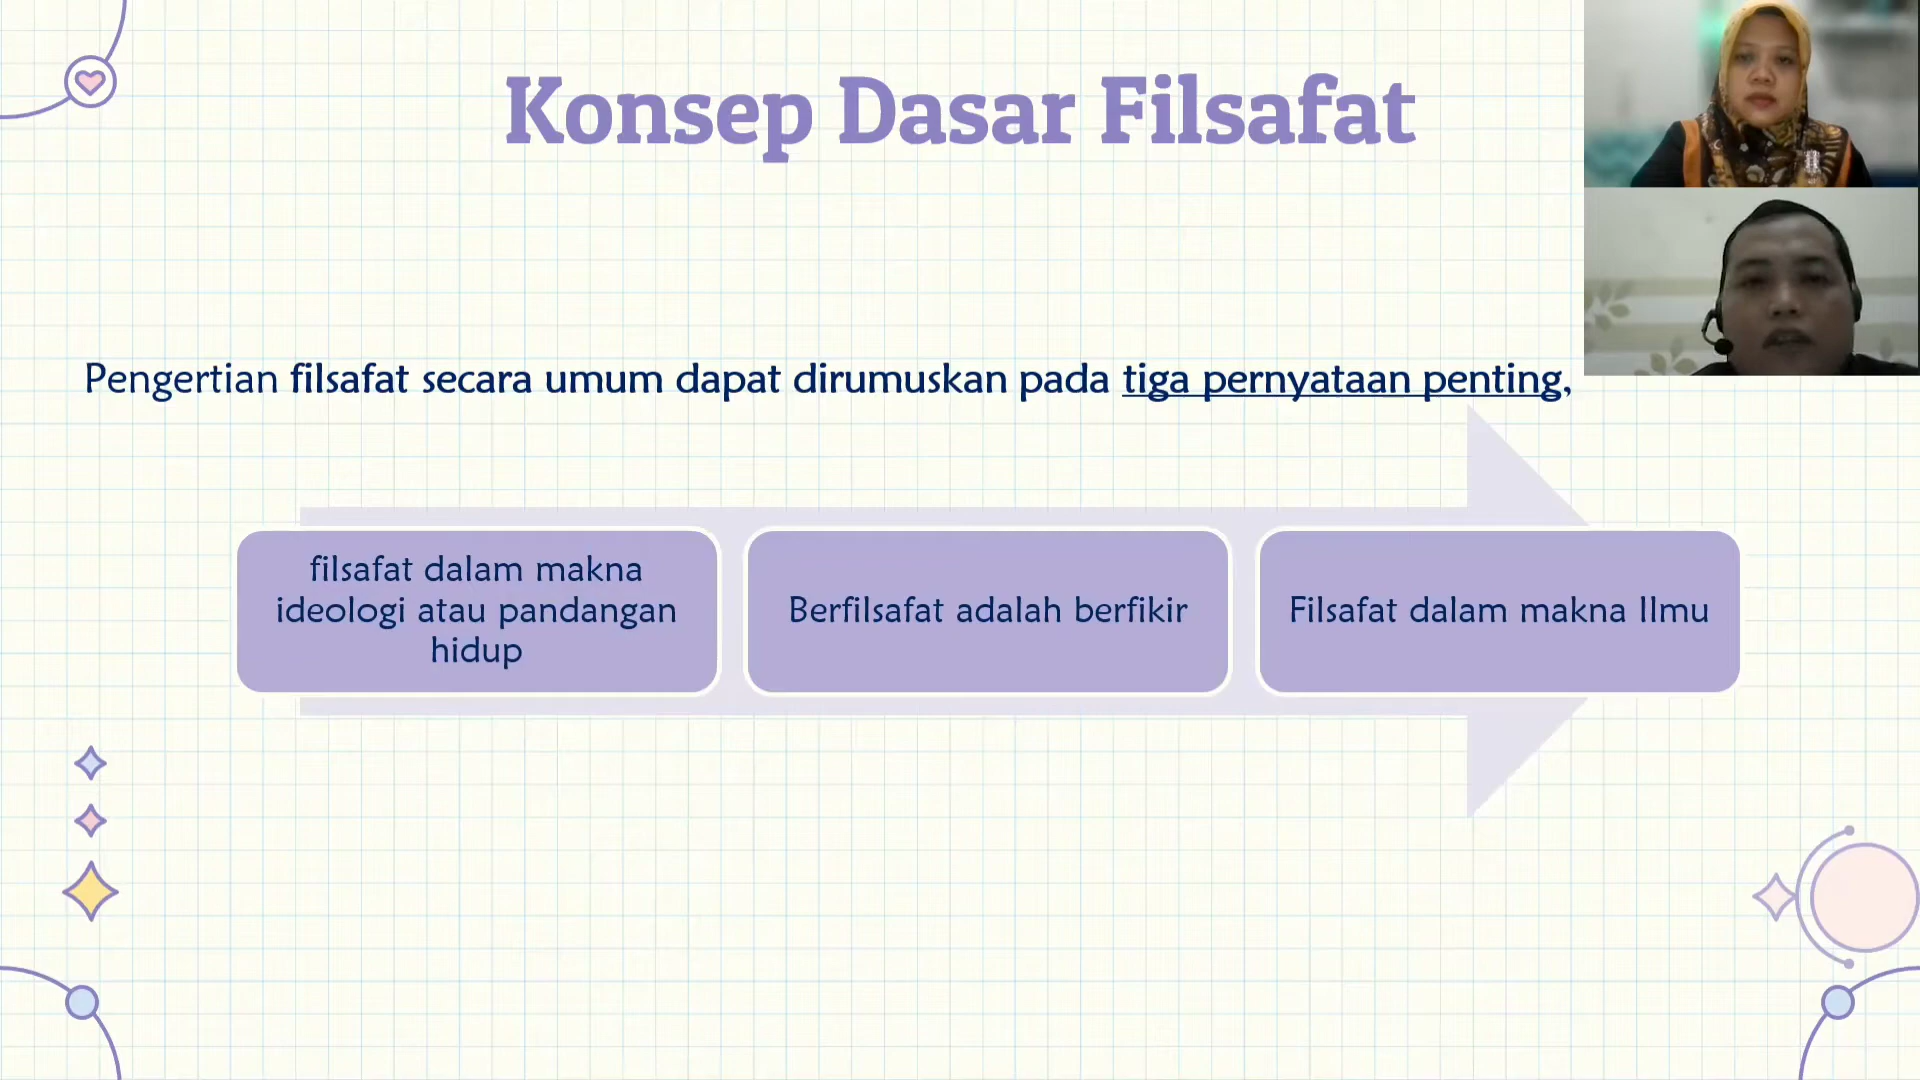 Konsep Dasar Filsafat
Pengertian filsafat secara umum dapat dirumuskan pada tiga pernyataan penting,
filsafat dalam makna
ideologi atau pandangan
hidup
Berfilsafat adalah berfikir
Filsafat dalam makna Ilmu